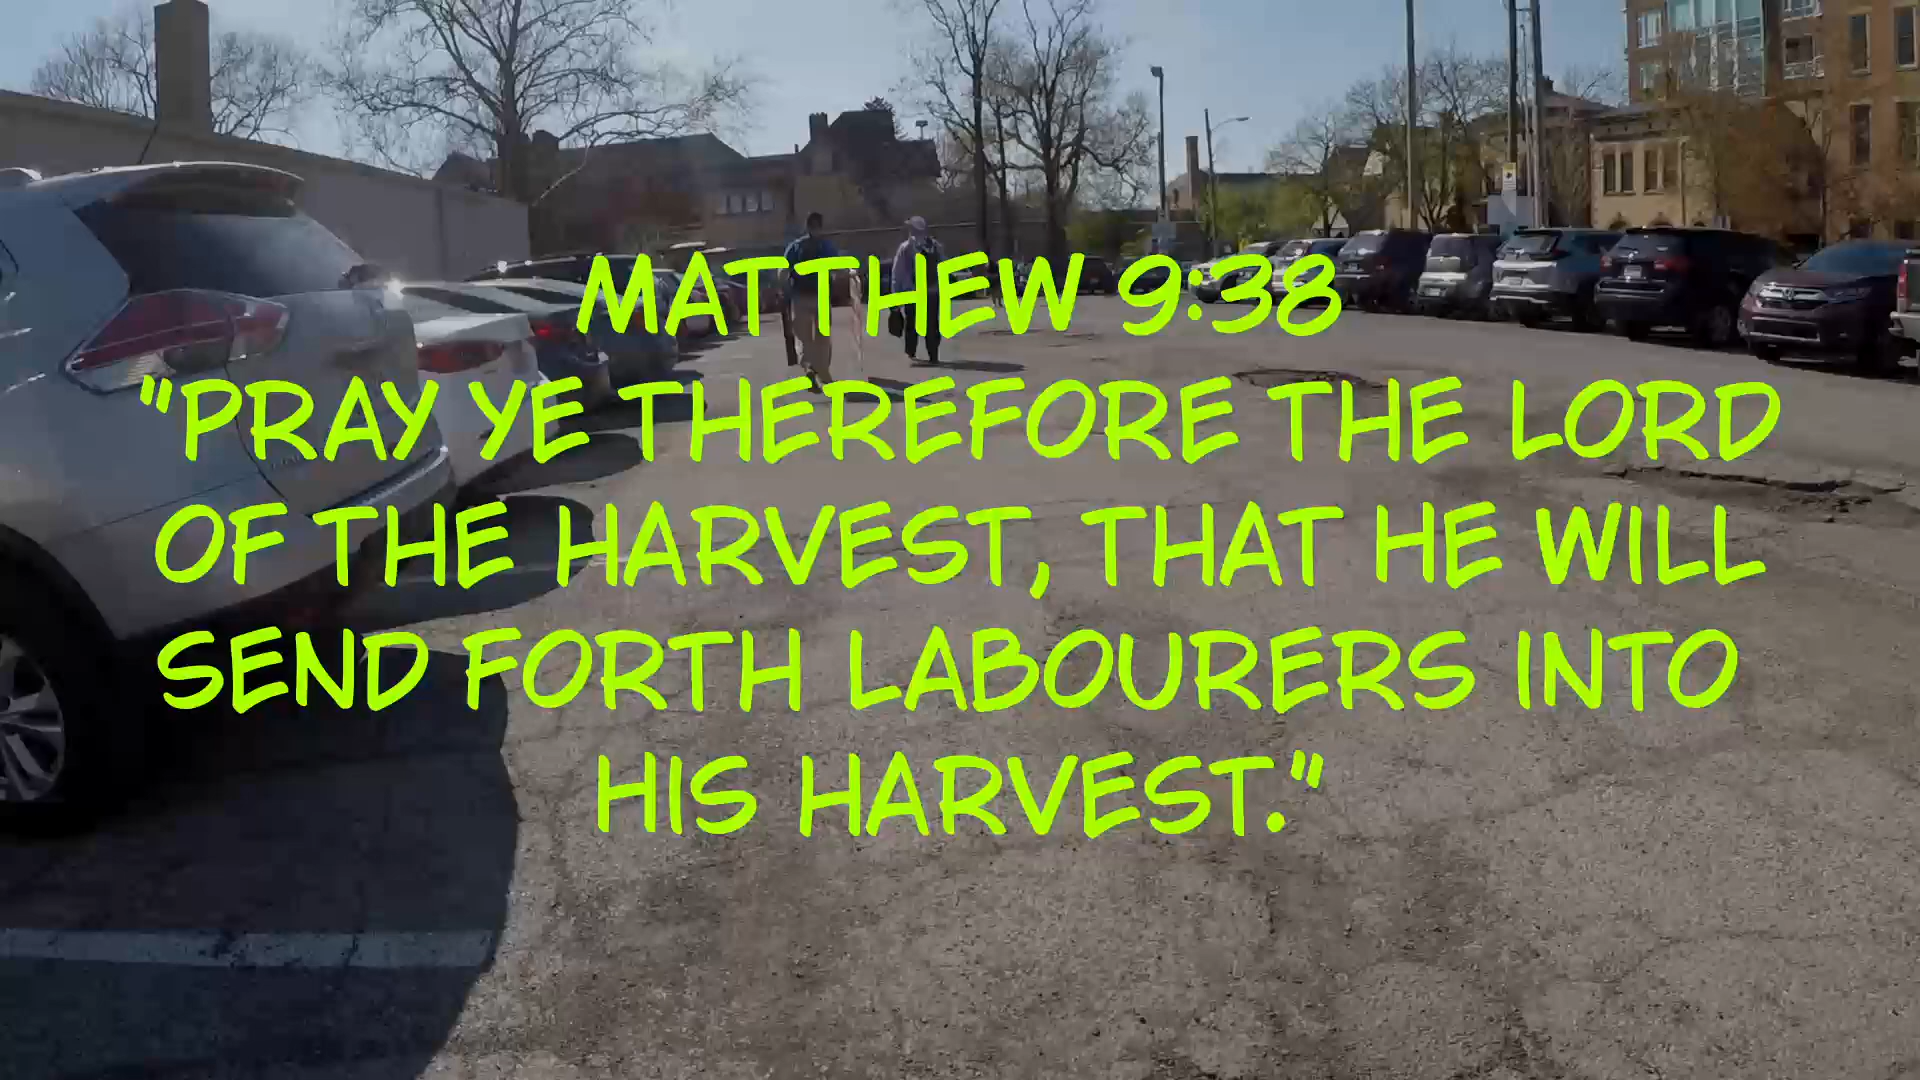 MATTHEW 9:38
"PRAY YE THEREFORE THE LORD
OF THE HARVEST, THAT HE WILL
SEND FORTH LABOURERS INTO
HIS HARVEST."